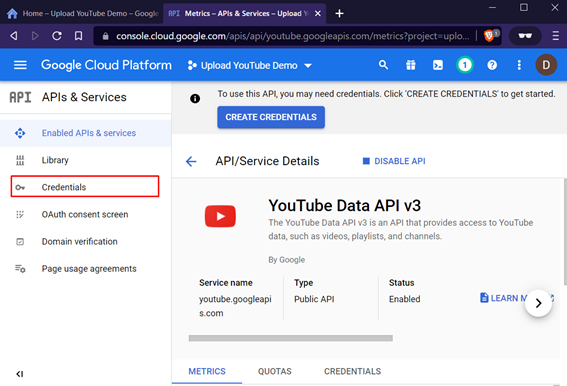 Home – Upload YouTube Demo – Google
API Metrics – APIs & Services – Upload Y
console.cloud.google.com/apis/api/youtube.googleapis.com/metrics?project=uplo...
1
Google Cloud Platform
Upload YouTube Demo
1
D
API APIs & Services
To use this API, you may need credentials. Click 'CREATE CREDENTIALS' to get started.
CREATE CREDENTIALS
Enabled APIs & services
Library
Credentials
OAuth consent screen
Domain verification
Page usage agreements
API/Service Details
DISABLE API
YouTube Data API v3
The YouTube Data API v3 is an API that provides access to YouTube
data, such as videos, playlists, and channels.
By Google
Service name
youtube.googleapi
s.com
Type
Public API
Status
Enabled
LEARN
METRICS
QUOTAS
CREDENTIALS